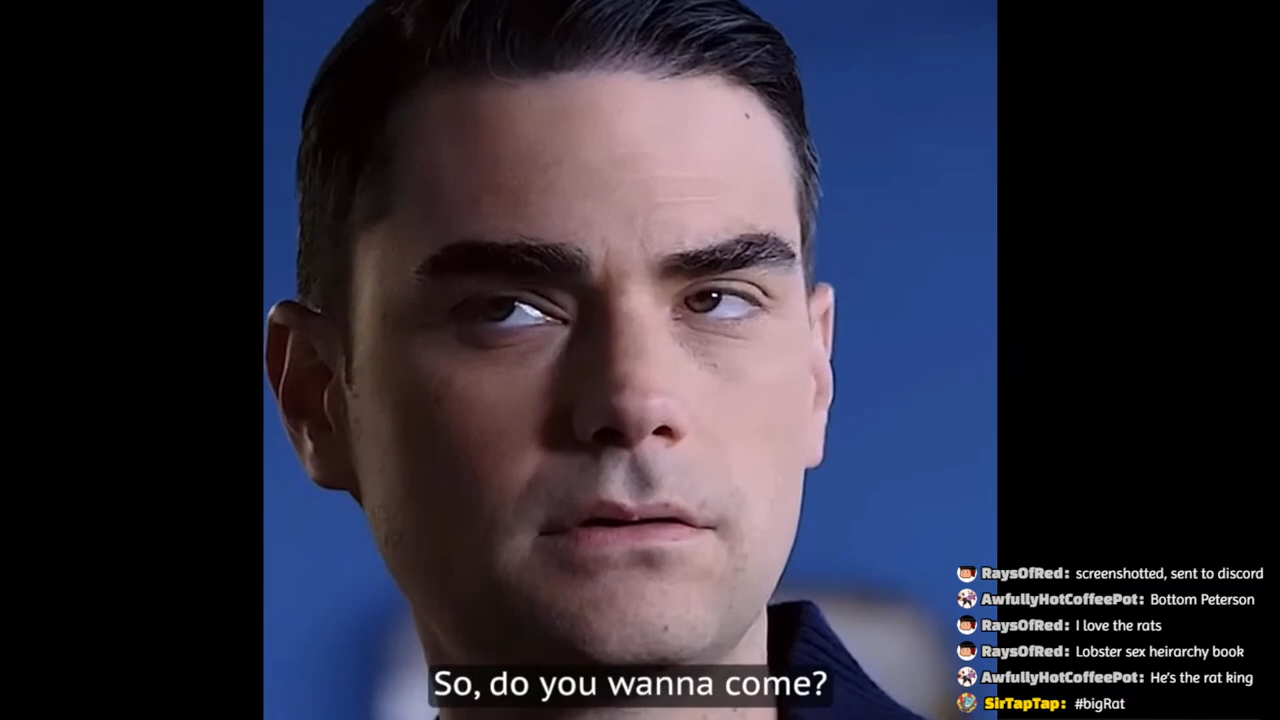 RaysOfRed: screenshotted, sent to discord
AwfullyHotCoffeePot: Bottom Peterson
RaysOfRed: I love the rats
RaysOfRed: Lobster sex heirarchy book
AwfullyHotCoffeePot: He's the rat king
SirTapTap: #bigRat
So, do you wanna come?